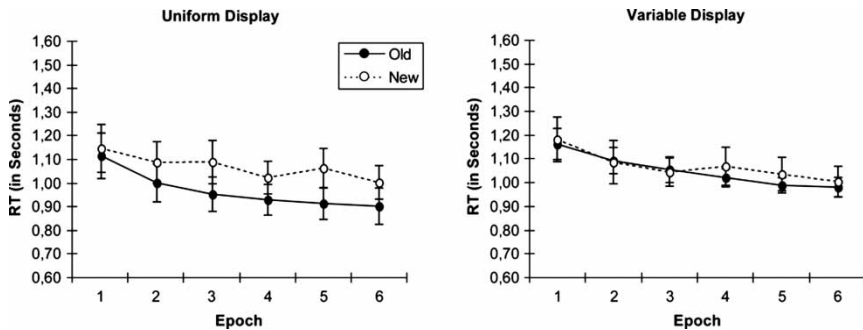 Uniform Display
RT (in Seconds)
1,60
1,50
1,40
1,30
1,20
1,10
1,00
0,90
0,80
0,70
0,60
1 2 3 4 5 6
Epoch
Old
New
Variable Display
RT (in Seconds)
1,60
1,50
1,40
1,30
1,20
1,10
1,00
0,90
0,80
0,70
0,60
1 2 3 4 5 6
Epoch